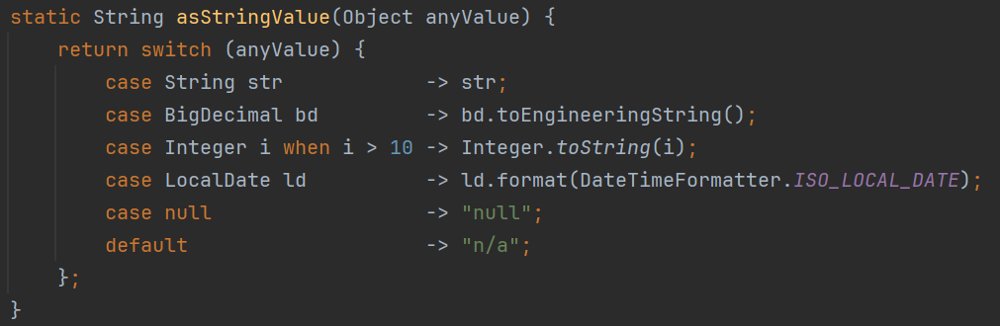 static String asStringValue(Object anyValue) {
    return switch (anyValue) {
        case String str            -> str;
        case BigDecimal bd         -> bd.toEngineeringString();
        case Integer i when i > 10 -> Integer.toString(i);
        case LocalDate ld          -> ld.format(DateTimeFormatter.ISO_LOCAL_DATE);
        case null                  -> "null";
        default                    -> "n/a";
    };
}